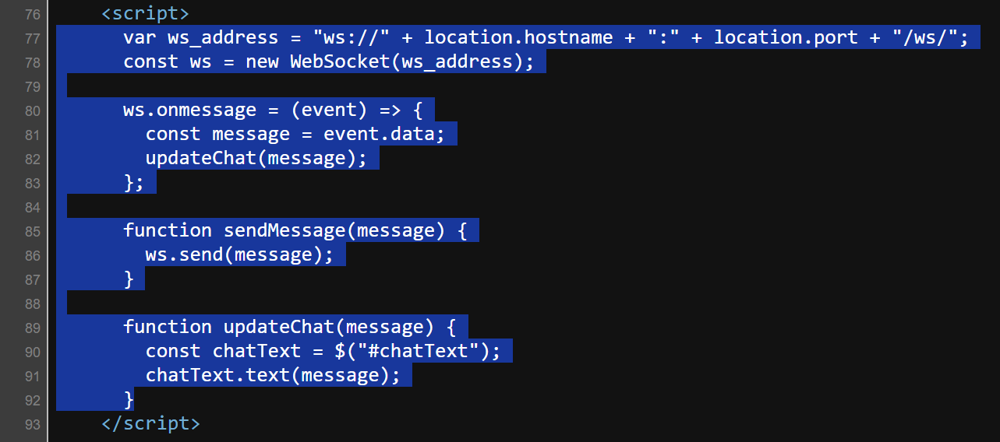 76 <script>
77 var ws_address = "ws://" + location.hostname + ":" + location.port + "/ws/";
78 const ws = new WebSocket(ws_address);
79
80 ws.onmessage = (event) => {
81 const message = event.data;
82 updateChat(message);
83 };
84
85 function sendMessage(message) {
86 ws.send(message);
87 }
88
89 function updateChat(message) {
90 const chatText = $("#chatText");
91 chatText.text(message);
92 }
93 </script>